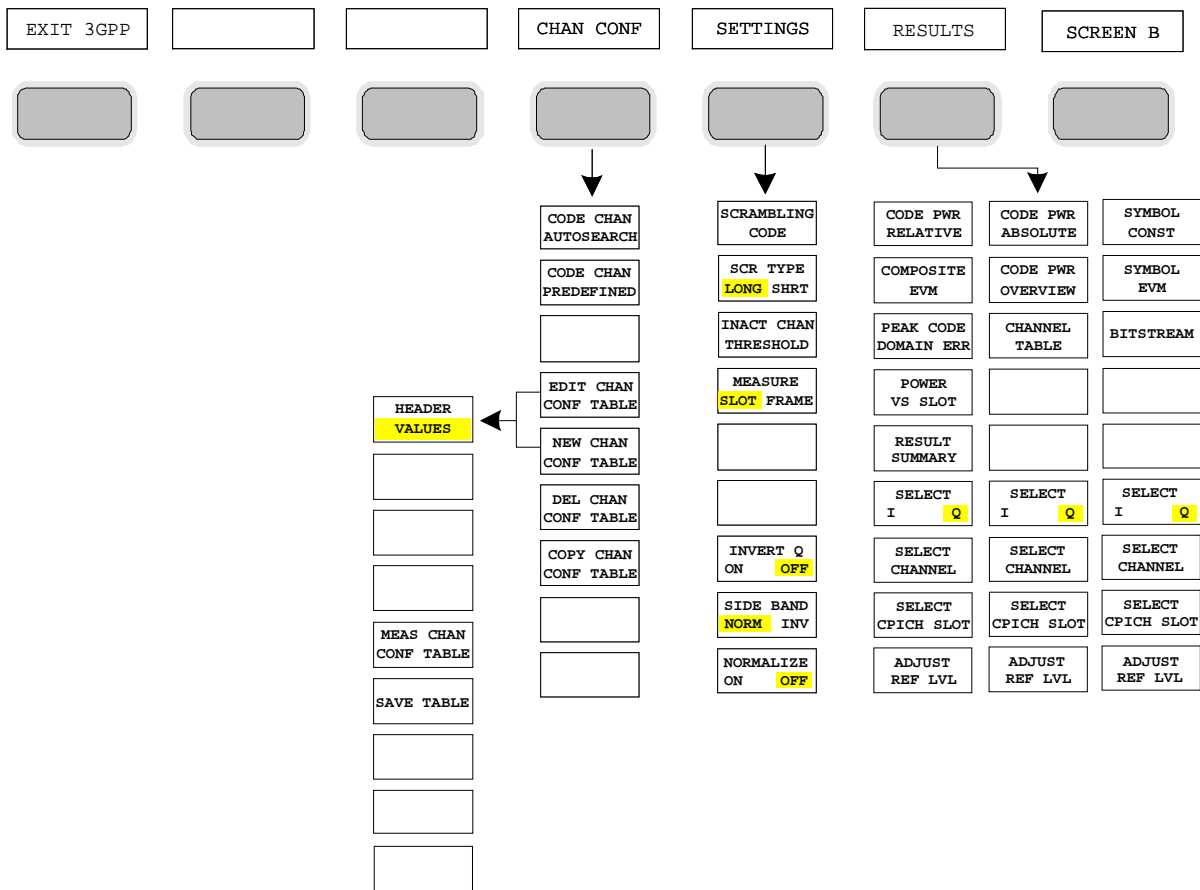 EXIT 3GPP
CHAN CONF
SETTINGS
RESULTS
SCREEN B
HEADER
VALUES
MEAS CHAN
CONF TABLE
SAVE TABLE
CODE CHAN
AUTOSEARCH
CODE CHAN
PREDEFINED
EDIT CHAN
CONF TABLE
NEW CHAN
CONF TABLE
DEL CHAN
CONF TABLE
COPY CHAN
CONF TABLE
SCRAMBLING
CODE
SCR TYPE
LONG SHRT
INACT CHAN
THRESHOLD
MEASURE
SLOT FRAME
INVERT Q
ON OFF
SIDE BAND
NORM INV
NORMALIZE
ON OFF
CODE PWR
RELATIVE
COMPOSITE
EVM
PEAK CODE
DOMAIN ERR
POWER
VS SLOT
RESULT
SUMMARY
SELECT
I Q
SELECT
CHANNEL
SELECT
CPICH SLOT
ADJUST
REF LVL
CODE PWR
ABSOLUTE
CODE PWR
OVERVIEW
CHANNEL
TABLE
SELECT
I Q
SELECT
CHANNEL
SELECT
CPICH SLOT
ADJUST
REF LVL
SYMBOL
CONST
SYMBOL
EVM
BITSTREAM
SELECT
I Q
SELECT
CHANNEL
SELECT
CPICH SLOT
ADJUST
REF LVL